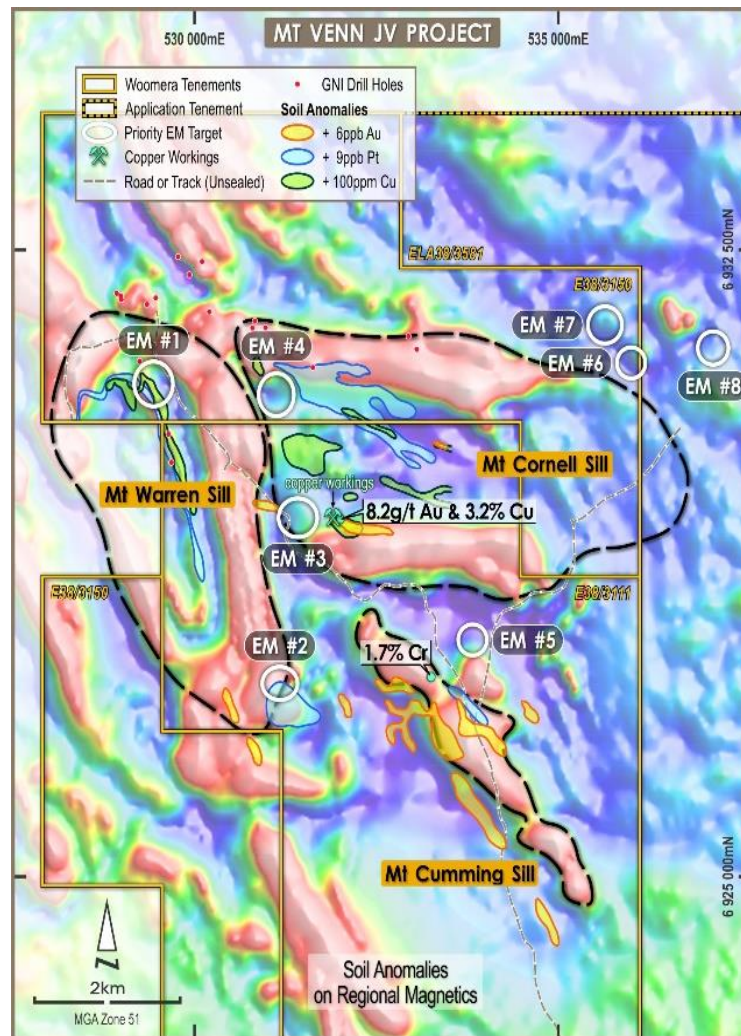 530 000mE
MT VENN JV PROJECT
535 000mE
Woomera Tenements
Application Tenement
Priority EM Target
Copper Workings
Road or Track (Unsealed)
GNI Drill Holes
Soil Anomalies
+ 6ppb Au
+ 9ppb Pt
+ 100ppm Cu
6 932 500mN
ELA38/3581
E38/3150
EM #7
EM #1
EM #4
EM #6
EM #8
Mt Cornell Sill
Mt Warren Sill
copper workings
8.2g/t Au & 3.2% Cu
EM #3
E38/3150
E38/3111
EM #2
EM #5
1.7% Cr
Mt Cumming Sill
6 925 000mN
N
2km
MGA Zone 51
Soil Anomalies
on Regional Magnetics